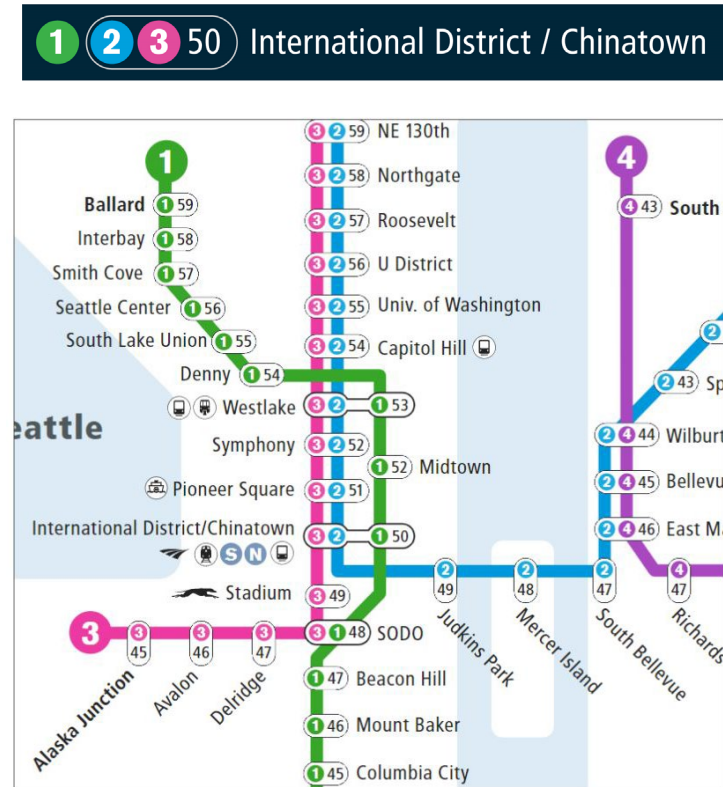 1 2 3 50 International District / Chinatown
1
Ballard 1 59
Interbay 1 58
Smith Cove 1 57
Seattle Center 1 56
South Lake Union 1 55
Denny 1 54
3 2 59 NE 130th
3 2 58 Northgate
3 2 57 Roosevelt
3 2 56 U District
3 2 55 Univ. of Washington
3 2 54 Capitol Hill
Westlake 3 2 1 53
Symphony 3 2 52
1 52 Midtown
Pioneer Square 3 2 51
International District/Chinatown
S N 3 2 1 50
Stadium 3 49
3 1 48 SODO
1 47 Beacon Hill
1 46 Mount Baker
1 45 Columbia City
3
3 45 Alaska Junction
3 46 Avalon
3 47 Delridge
eattle
2 49 Judkins Park
2 48 Mercer Island
2 47 South Bellevue
4
4 43 South
2
2 43 Sp
2 4 44 Wilburt
2 4 45 Bellevu
2 4 46 East Ma
4 47 Richards